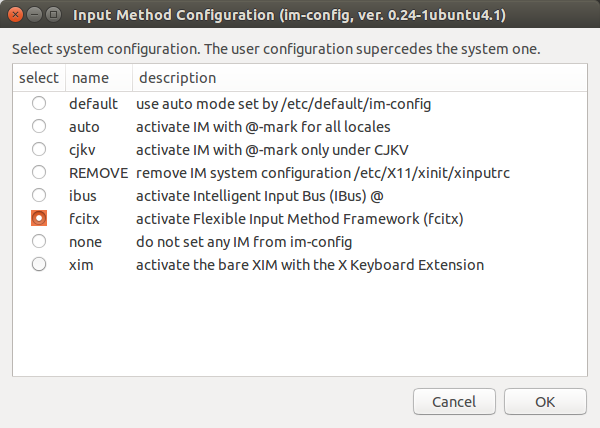 Input Method Configuration (im-config, ver. 0.24-1ubuntu4.1)
Select system configuration. The user configuration supercedes the system one.
select name description
default use auto mode set by /etc/default/im-config
auto activate IM with @-mark for all locales
cjkv activate IM with @-mark only under CJKV
REMOVE remove IM system configuration /etc/X11/xinit/xinputrc
ibus activate Intelligent Input Bus (IBus) @
fcitx activate Flexible Input Method Framework (fcitx)
none do not set any IM from im-config
xim activate the bare XIM with the X Keyboard Extension
Cancel OK